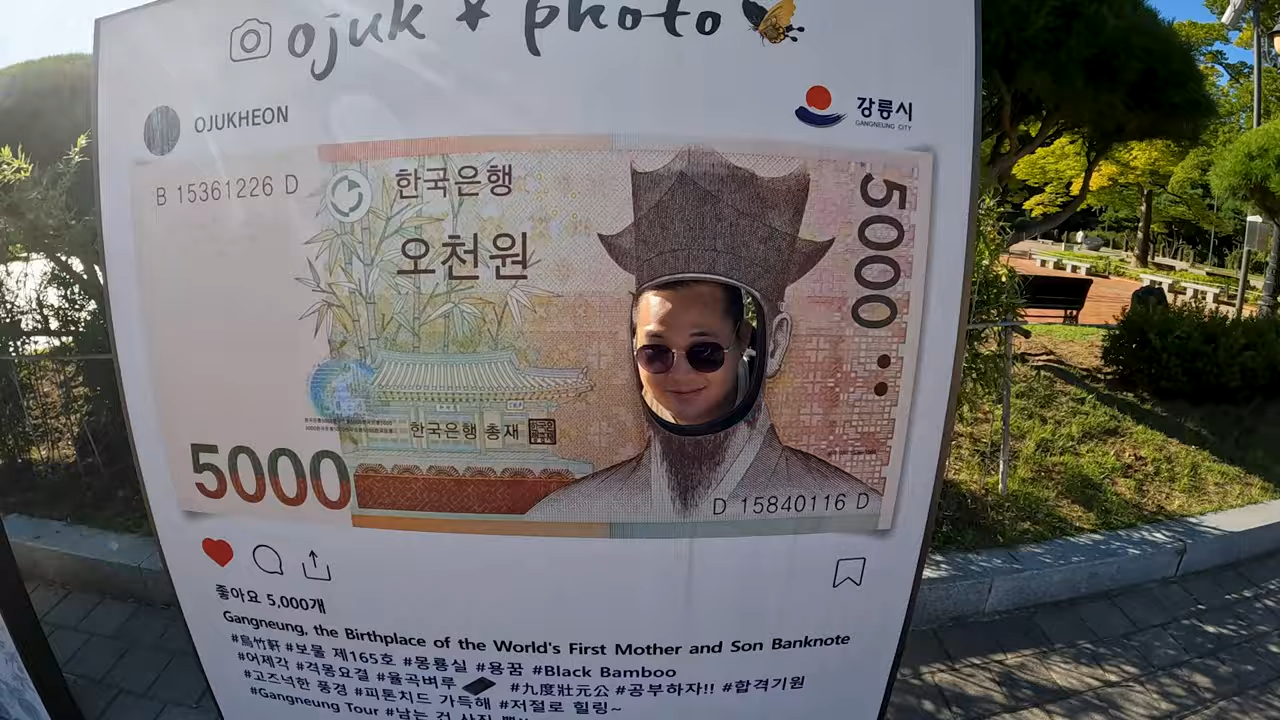 ojuk ★ photo
OJUKHEON
강릉시
GANGNEUNG CITY
B 15361226 D
한국은행
오천원
5000
한국은행 총재
5000
D 15840116 D
좋아요 5,000개
Gangneung, the Birthplace of the World's First Mother and Son Banknote
#烏竹軒 #보물 제165호 #몽룡실 #용꿈 #Black Bamboo
#어제각 #격몽요결 #율곡벼루 #九度壯元公 #공부하자!! #합격기원
#고즈넉한 풍경 #피톤치드 가득해 #저절로 힐링~
#Gangneung Tour #남는 건 사진